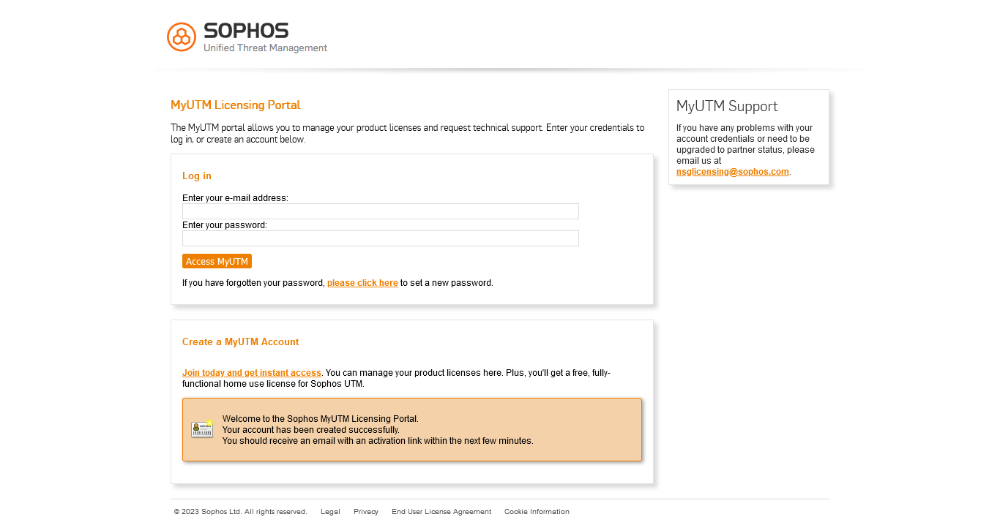 SOPHOS
Unified Threat Management
MyUTM Licensing Portal
The MyUTM portal allows you to manage your product licenses and request technical support. Enter your credentials to
log in, or create an account below.
Log in
Enter your e-mail address:
Enter your password:
Access MyUTM
If you have forgotten your password, please click here to set a new password.
Create a MyUTM Account
Join today and get instant access. You can manage your product licenses here. Plus, you'll get a free, fully-
functional home use license for Sophos UTM.
Welcome to the Sophos MyUTM Licensing Portal.
Your account has been created successfully.
You should receive an email with an activation link within the next few minutes.
MyUTM Support
If you have any problems with your
account credentials or need to be
upgraded to partner status, please
email us at
nsglicensing@sophos.com.
© 2023 Sophos Ltd. All rights reserved. Legal Privacy End User License Agreement Cookie Information